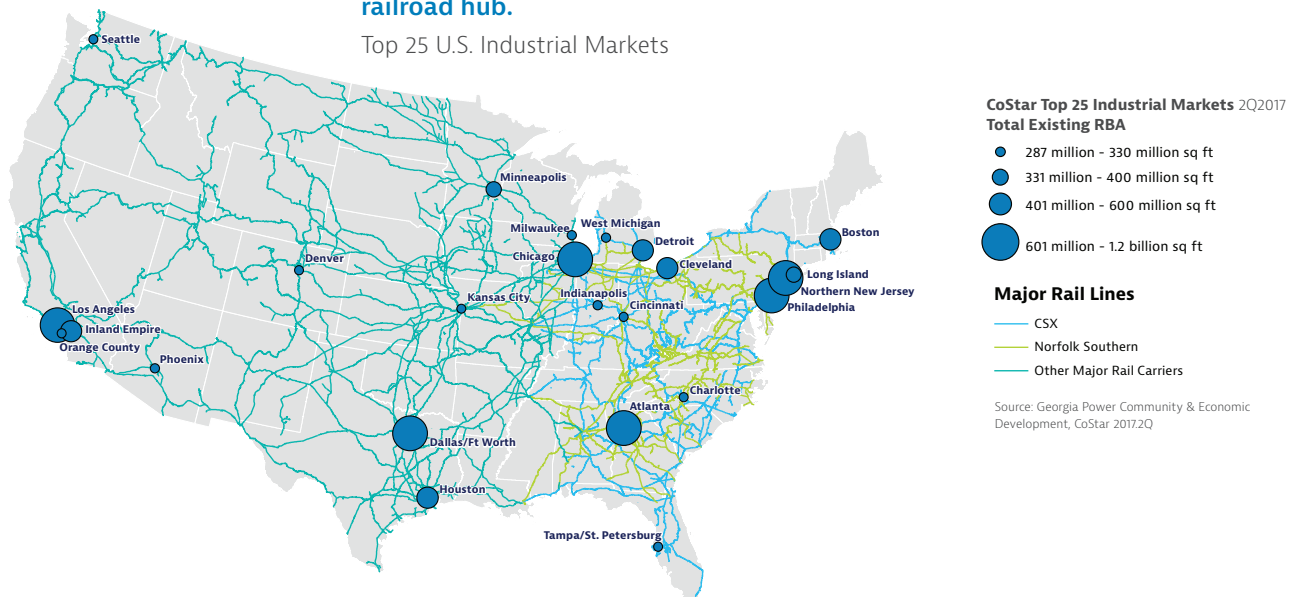 railroad hub.
Top 25 U.S. Industrial Markets
Seattle
Minneapolis
Milwaukee
West Michigan
Detroit
Boston
Chicago
Cleveland
Denver
Long Island
Kansas City
Indianapolis
Northern New Jersey
Cincinnati
Philadelphia
Los Angeles
Inland Empire
Orange County
Phoenix
Charlotte
Atlanta
Dallas/Ft Worth
Houston
Tampa/St. Petersburg
CoStar Top 25 Industrial Markets 2Q2017
Total Existing RBA
287 million - 330 million sq ft
331 million - 400 million sq ft
401 million - 600 million sq ft
601 million - 1.2 billion sq ft
Major Rail Lines
CSX
Norfolk Southern
Other Major Rail Carriers
Source: Georgia Power Community & Economic
Development, CoStar 2017.2Q